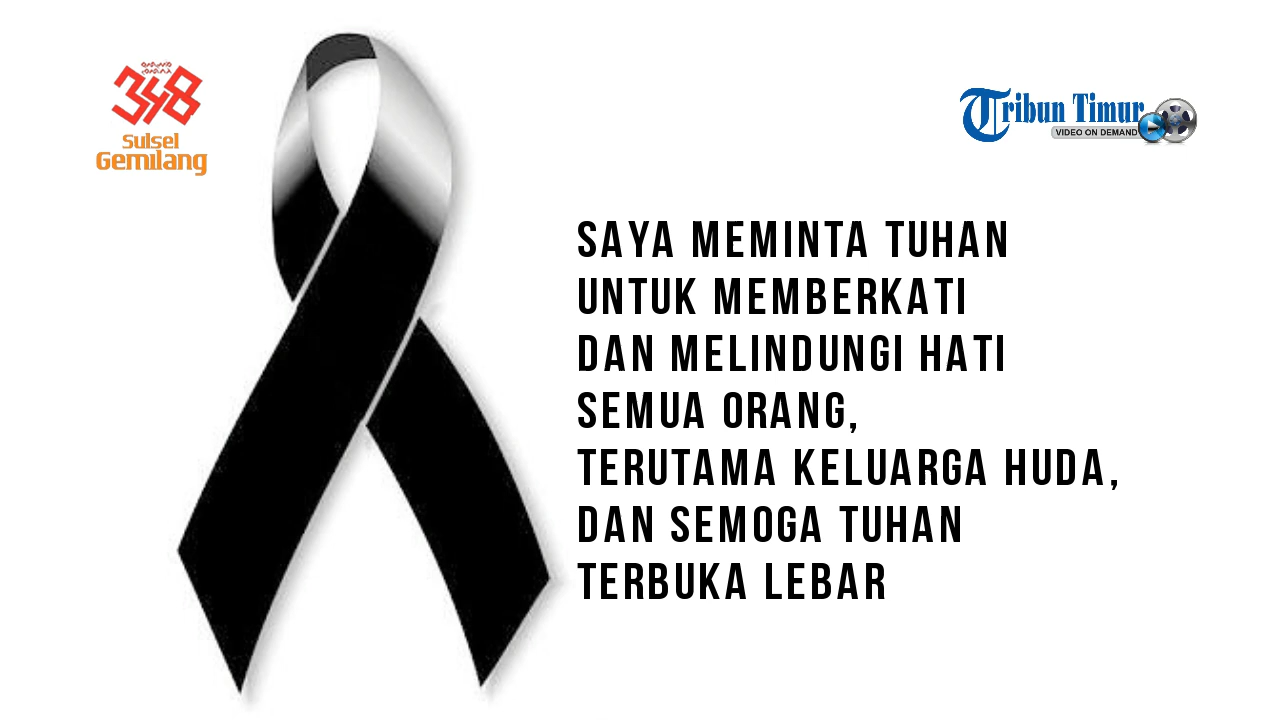 348
Sulsel
Gemilang
Tribun Timur
VIDEO ON DEMAND
SAYA MEMINTA TUHAN
UNTUK MEMBERKATI
DAN MELINDUNGI HATI
SEMUA ORANG,
TERUTAMA KELUARGA HUDA,
DAN SEMOGA TUHAN
TERBUKA LEBAR